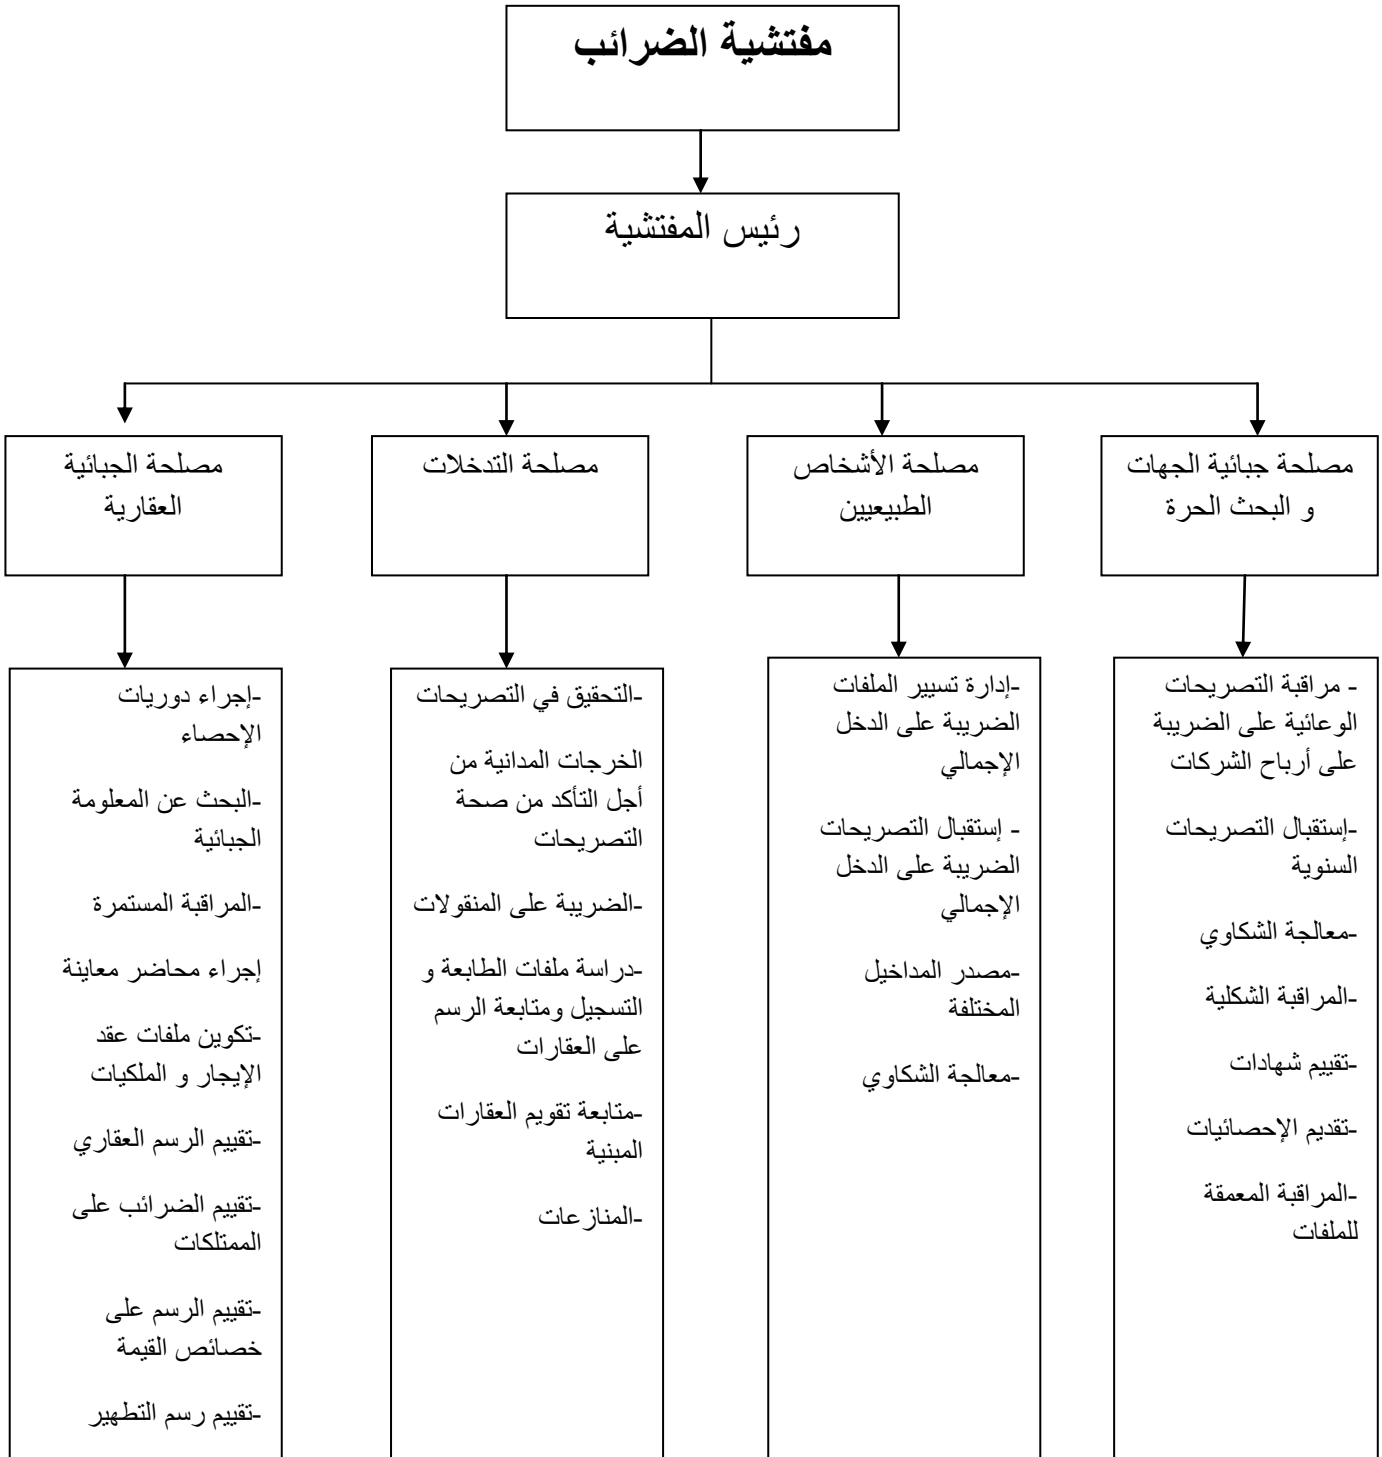 مفتشية الضرائب
رئيس المفتشية
مصلحة جبائية الجهات
و البحث الحرة
مصلحة الأشخاص
الطبيعيين
مصلحة التدخلات
مصلحة الجبائية
العقارية
- مراقبة التصريحات
الوعائية على الضريبة
على أرباح الشركات
-إستقبال التصريحات
السنوية
-معالجة الشكاوي
-المراقبة الشكلية
-تقييم شهادات
-تقديم الإحصائيات
-المراقبة المعمقة
للملفات
-إدارة تسيير الملفات
الضريبة على الدخل
الإجمالي
- إستقبال التصريحات
الضريبة على الدخل
الإجمالي
-مصدر المداخيل
المختلفة
-معالجة الشكاوي
-التحقيق في التصريحات
الخرجات المدانية من
أجل التأكد من صحة
التصريحات
-الضريبة على المنقولات
-دراسة ملفات الطابعة و
التسجيل ومتابعة الرسم
على العقارات
-متابعة تقويم العقارات
المبنية
-المنازعات
-إجراء دوريات
الإحصاء
-البحث عن المعلومة
الجبائية
-المراقبة المستمرة
إجراء محاضر معاينة
-تكوين ملفات عقد
الإيجار و الملكيات
-تقييم الرسم العقاري
-تقييم الضرائب على
الممتلكات
-تقييم الرسم على
خصائص القيمة
-تقييم رسم التطهير